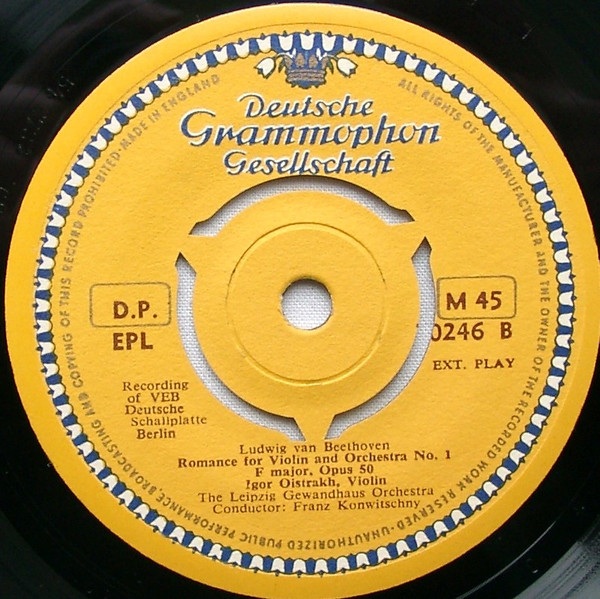 Deutsche
Grammophon
Gesellschaft
ALL RIGHTS OF THE MANUFACTURER AND THE OWNER OF THE RECORDED WORK RESERVED-UNAUTHORIZED PUBLIC PERFORMANCE BROADCASTING AND COPYING OF THIS RECORD PROHIBITED-MADE IN ENGLAND
D.P.
EPL
M 45
0246 B
EXT. PLAY
Recording
of VEB
Deutsche
Schallplatte
Berlin
Ludwig van Beethoven
Romance for Violin and Orchestra No. 1
F major, Opus 50
Igor Oistrakh, Violin
The Leipzig Gewandhaus Orchestra
Conductor: Franz Konwitschny